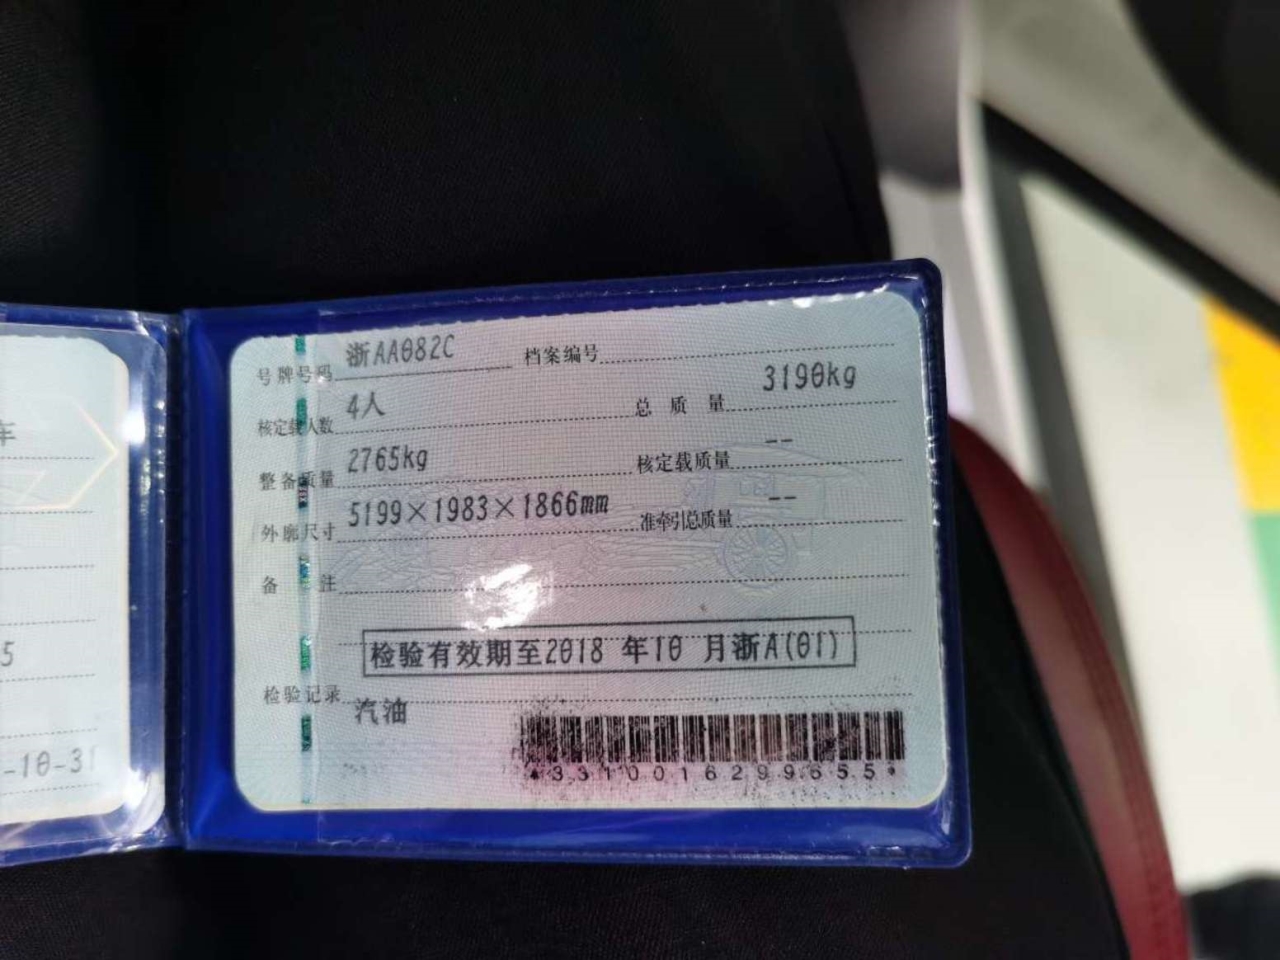 车
5
-10-31
号牌号码 浙AA082C 档案编号
核定载人数 4人 总质量 3190kg
整备质量 2765kg 核定载质量 --
外廓尺寸 5199×1983×1866mm 准牵引总质量 --
备注
检验有效期至2018 年10 月浙A(01)
检验记录
汽油
*3310016299655*